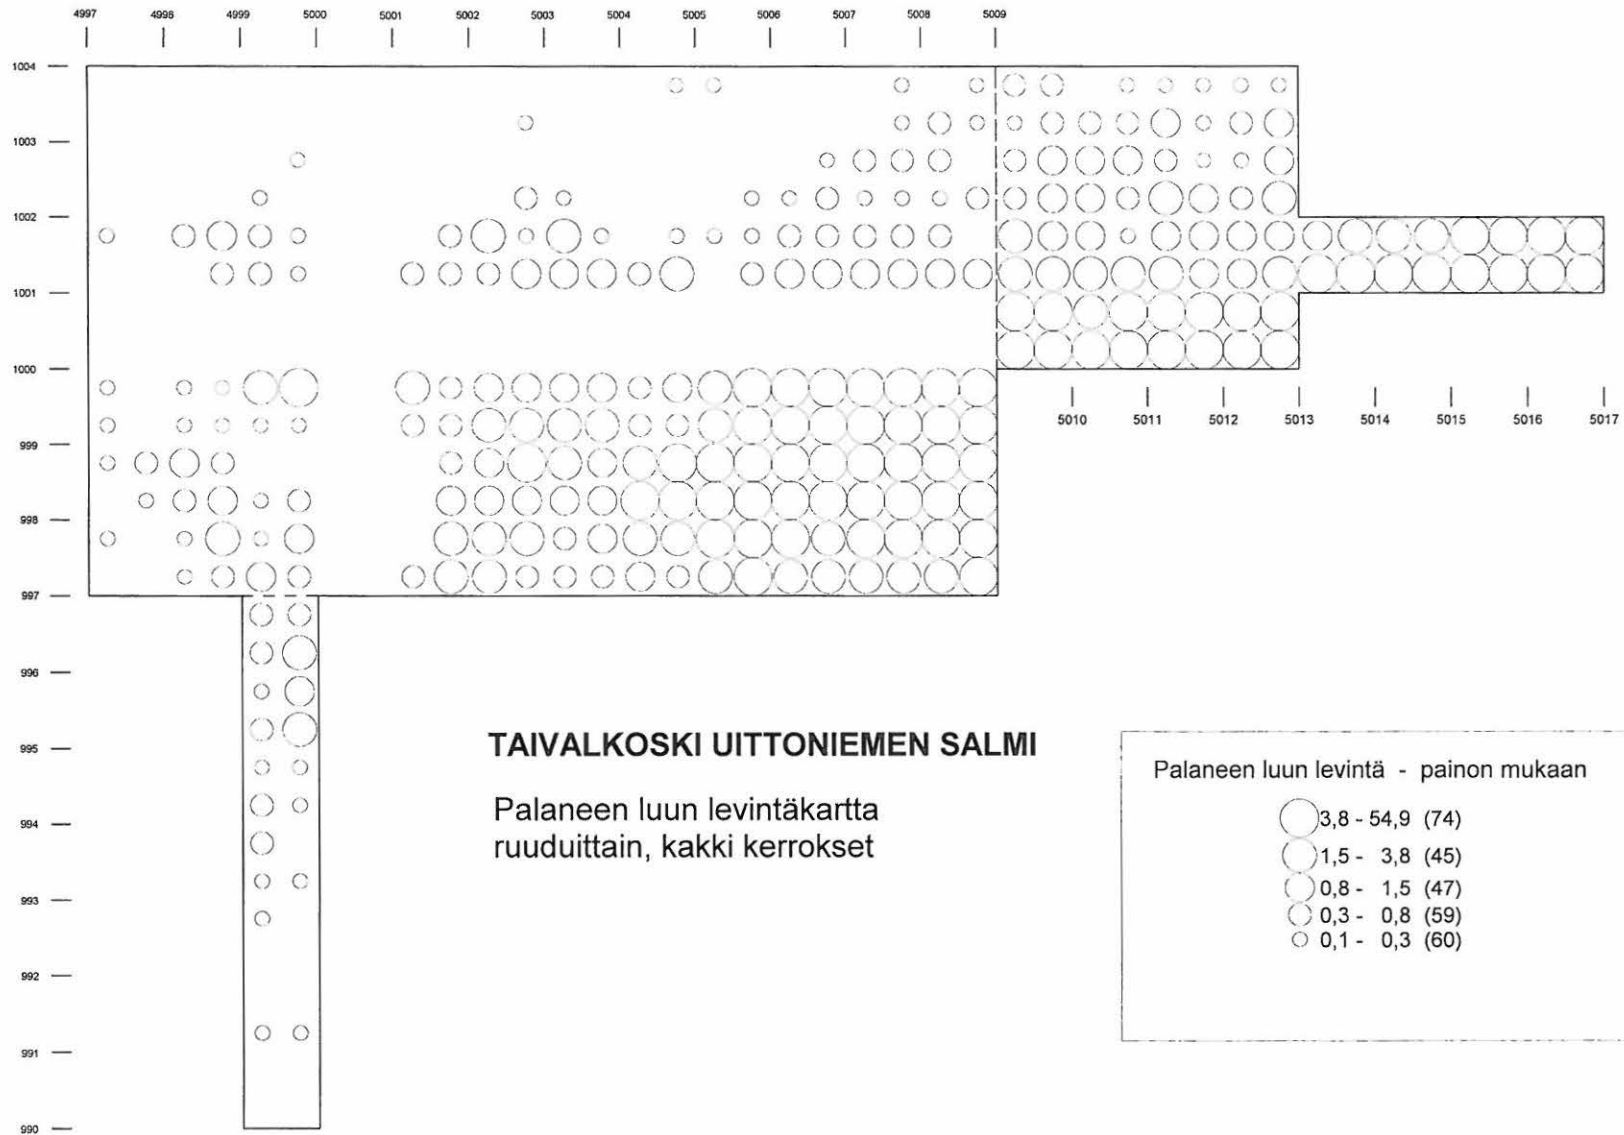 4997 4998 4999 5000 5001 5002 5003 5004 5005 5006 5007 5008 5009
1004
1003
1002
1001
1000
5010 5011 5012 5013 5014 5015 5016 5017
999
998
997
996
995
994
993
992
991
990
TAIVALKOSKI UITTONIEMEN SALMI
Palaneen luun levintäkartta
ruuduittain, kakki kerrokset
Palaneen luun levintä - painon mukaan
3,8 - 54,9 (74)
1,5 - 3,8 (45)
0,8 - 1,5 (47)
0,3 - 0,8 (59)
0,1 - 0,3 (60)